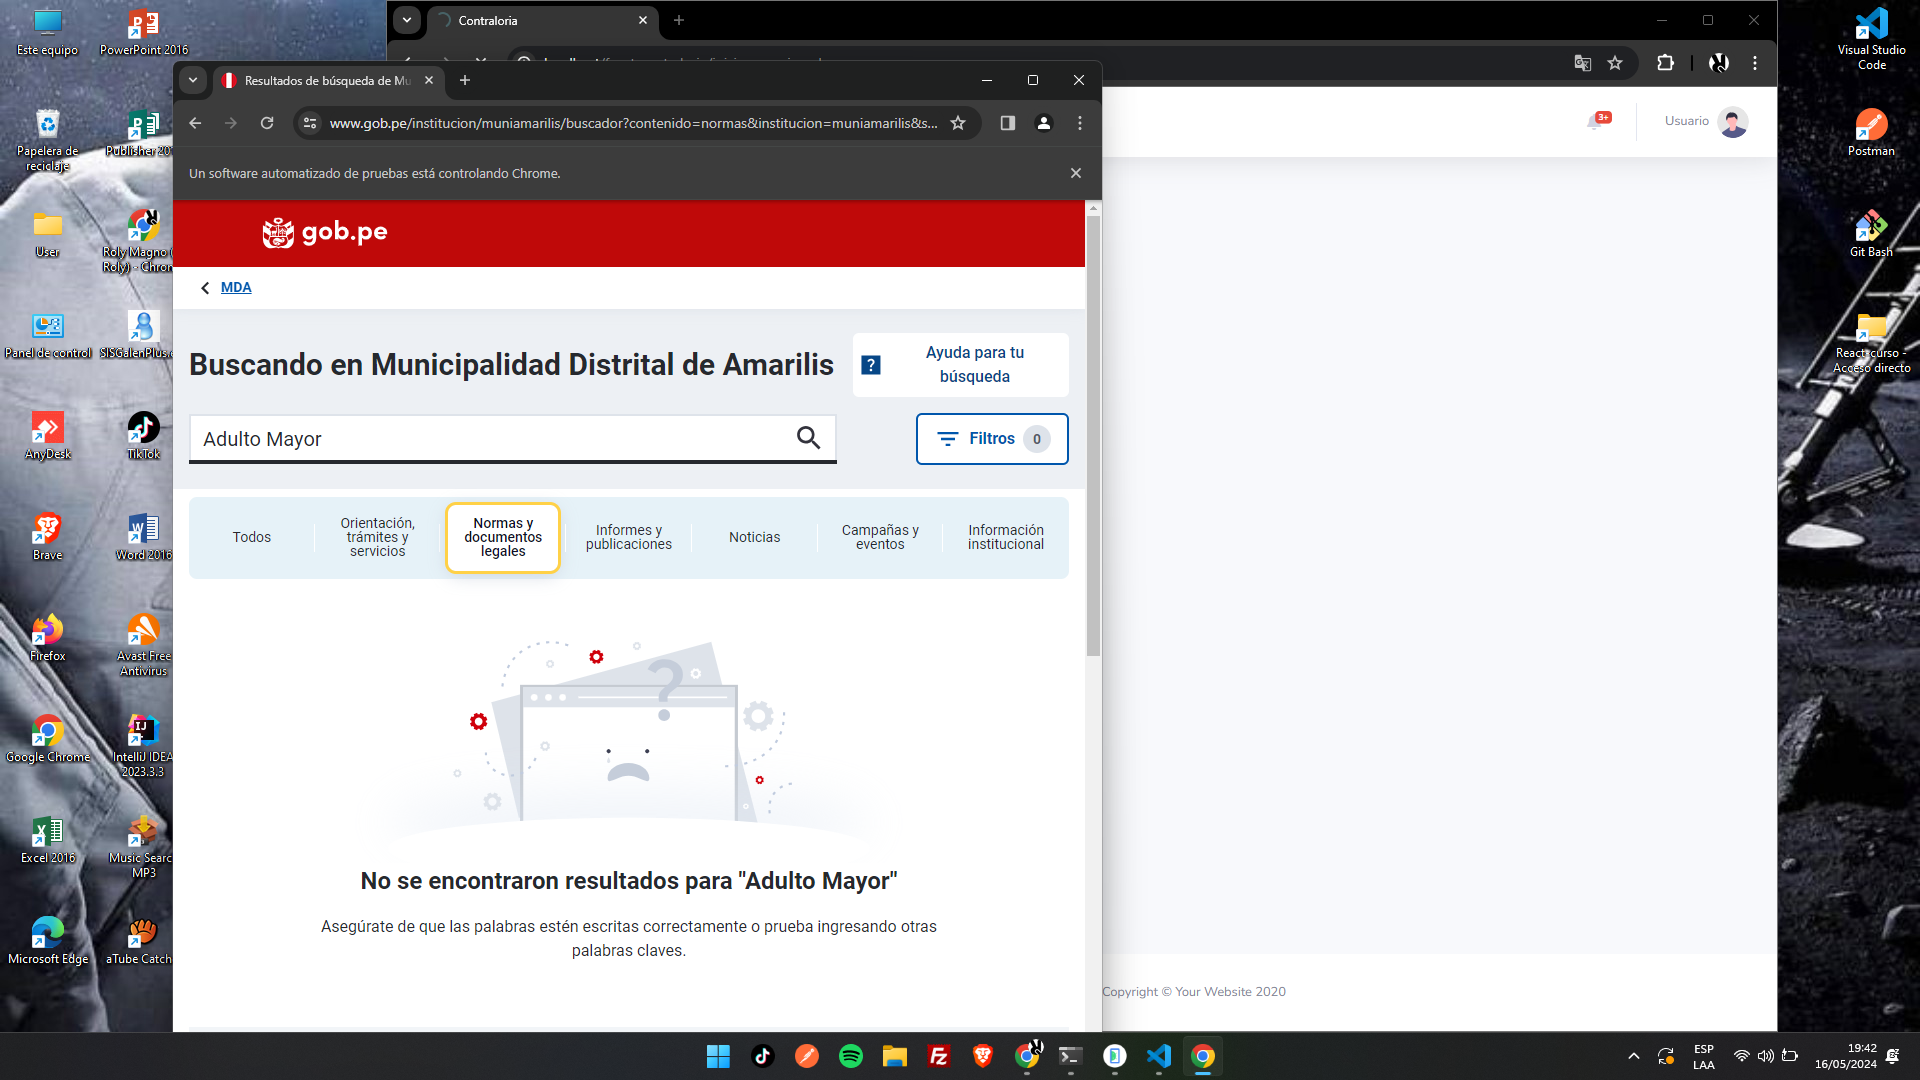 Este equipo
PowerPoint 2016
Papelera de
reciclaje
Publisher 20
User
Roly Magno (
Roly) - Chron
Panel de control
SISGalenPlus.e
AnyDesk
TikTok
Brave
Word 2016
Firefox
Avast Free
Antivirus
Google Chrome
IntelliJ IDEA
2023.3.3
Excel 2016
Music Searc
MP3
Microsoft Edge
aTube Catch
Contraloria
Resultados de búsqueda de Mu
www.gob.pe/institucion/muniamarilis/buscador?contenido=normas&institucion=muniamarilis&s...
Un software automatizado de pruebas está controlando Chrome.
gob.pe
MDA
Buscando en Municipalidad Distrital de Amarilis
? Ayuda para tu
búsqueda
Adulto Mayor
Filtros 0
Todos
Orientación,
trámites y
servicios
Normas y
documentos
legales
Informes y
publicaciones
Noticias
Campañas y
eventos
Información
institucional
?
No se encontraron resultados para "Adulto Mayor"
Asegúrate de que las palabras estén escritas correctamente o prueba ingresando otras
palabras claves.
3+
Usuario
Copyright © Your Website 2020
Visual Studio
Code
Postman
Git Bash
React-curso -
Acceso directo
ESP
LAA
19:42
16/05/2024